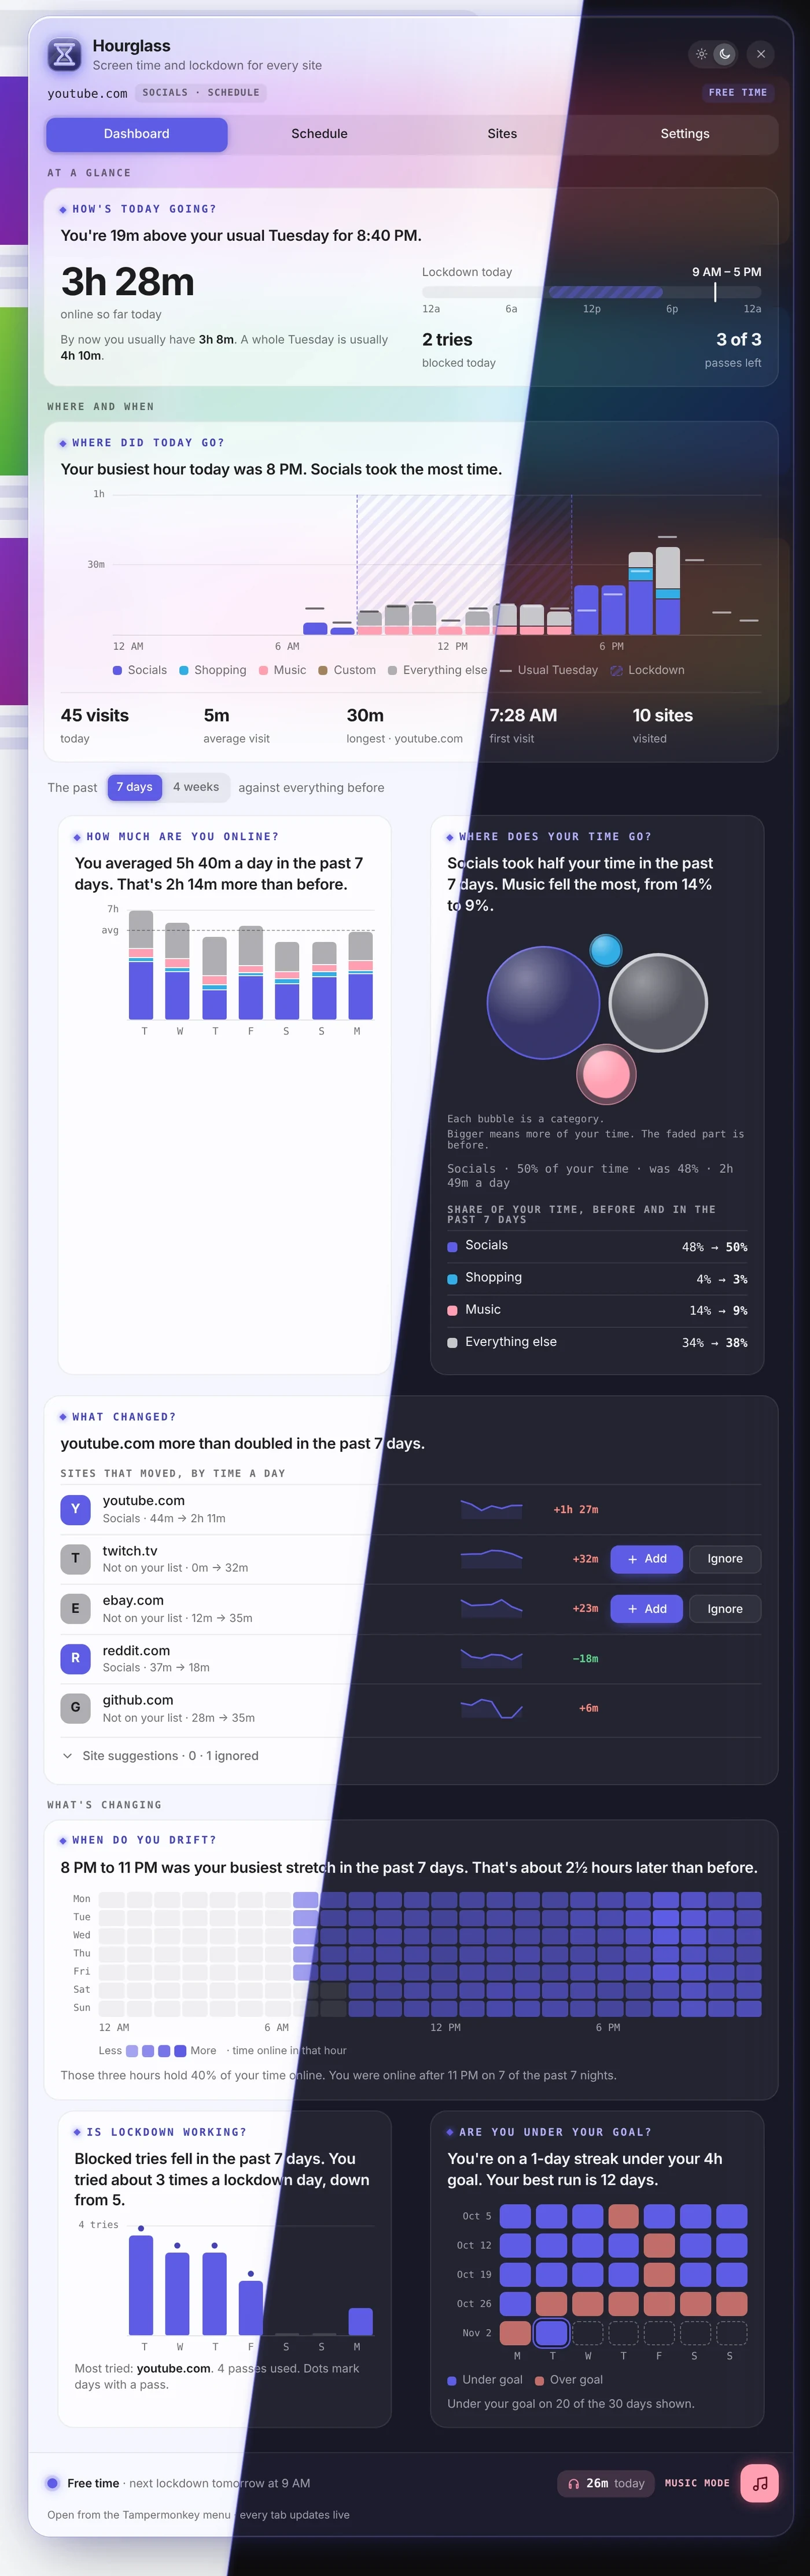 Hourglass
Screen time and lockdown for every site
youtube.com SOCIALS · SCHEDULE FREE TIME
Dashboard Schedule Sites Settings
AT A GLANCE
HOW'S TODAY GOING?
You're 19m above your usual Tuesday for 8:40 PM.
3h 28m
online so far today
By now you usually have 3h 8m. A whole Tuesday is usually
4h 10m.
Lockdown today 9 AM – 5 PM
12a 6a 12p 6p 12a
2 tries 3 of 3
blocked today passes left
WHERE AND WHEN
WHERE DID TODAY GO?
Your busiest hour today was 8 PM. Socials took the most time.
1h
30m
12 AM 6 AM 12 PM 6 PM
Socials Shopping Music Custom Everything else Usual Tuesday Lockdown
45 visits 5m 30m 7:28 AM 10 sites
today average visit longest · youtube.com first visit visited
The past 7 days 4 weeks against everything before
HOW MUCH ARE YOU ONLINE?
You averaged 5h 40m a day in the past 7
days. That's 2h 14m more than before.
7h
avg
T W T F S S M
WHERE DOES YOUR TIME GO?
Socials took half your time in the past
7 days. Music fell the most, from 14%
to 9%.
Each bubble is a category.
Bigger means more of your time. The faded part is
before.
Socials · 50% of your time · was 48% · 2h
49m a day
SHARE OF YOUR TIME, BEFORE AND IN THE
PAST 7 DAYS
Socials 48% → 50%
Shopping 4% → 3%
Music 14% → 9%
Everything else 34% → 38%
WHAT CHANGED?
youtube.com more than doubled in the past 7 days.
SITES THAT MOVED, BY TIME A DAY
Y youtube.com +1h 27m
Socials · 44m → 2h 11m
T twitch.tv +32m + Add Ignore
Not on your list · 0m → 32m
E ebay.com +23m + Add Ignore
Not on your list · 12m → 35m
R reddit.com −18m
Socials · 37m → 18m
G github.com +6m
Not on your list · 28m → 35m
Site suggestions · 0 · 1 ignored
WHAT'S CHANGING
WHEN DO YOU DRIFT?
8 PM to 11 PM was your busiest stretch in the past 7 days. That's about 2½ hours later than before.
Mon
Tue
Wed
Thu
Fri
Sat
Sun
12 AM 6 AM 12 PM 6 PM
Less More · time online in that hour
Those three hours hold 40% of your time online. You were online after 11 PM on 7 of the past 7 nights.
IS LOCKDOWN WORKING?
Blocked tries fell in the past 7 days. You
tried about 3 times a lockdown day, down
from 5.
4 tries
T W T F S S M
Most tried: youtube.com. 4 passes used. Dots mark
days with a pass.
ARE YOU UNDER YOUR GOAL?
You're on a 1-day streak under your 4h
goal. Your best run is 12 days.
Oct 5
Oct 12
Oct 19
Oct 26
Nov 2
M T W T F S S
Under goal Over goal
Under your goal on 20 of the 30 days shown.
Free time · next lockdown tomorrow at 9 AM 26m today MUSIC MODE
Open from the Tampermonkey menu · every tab updates live